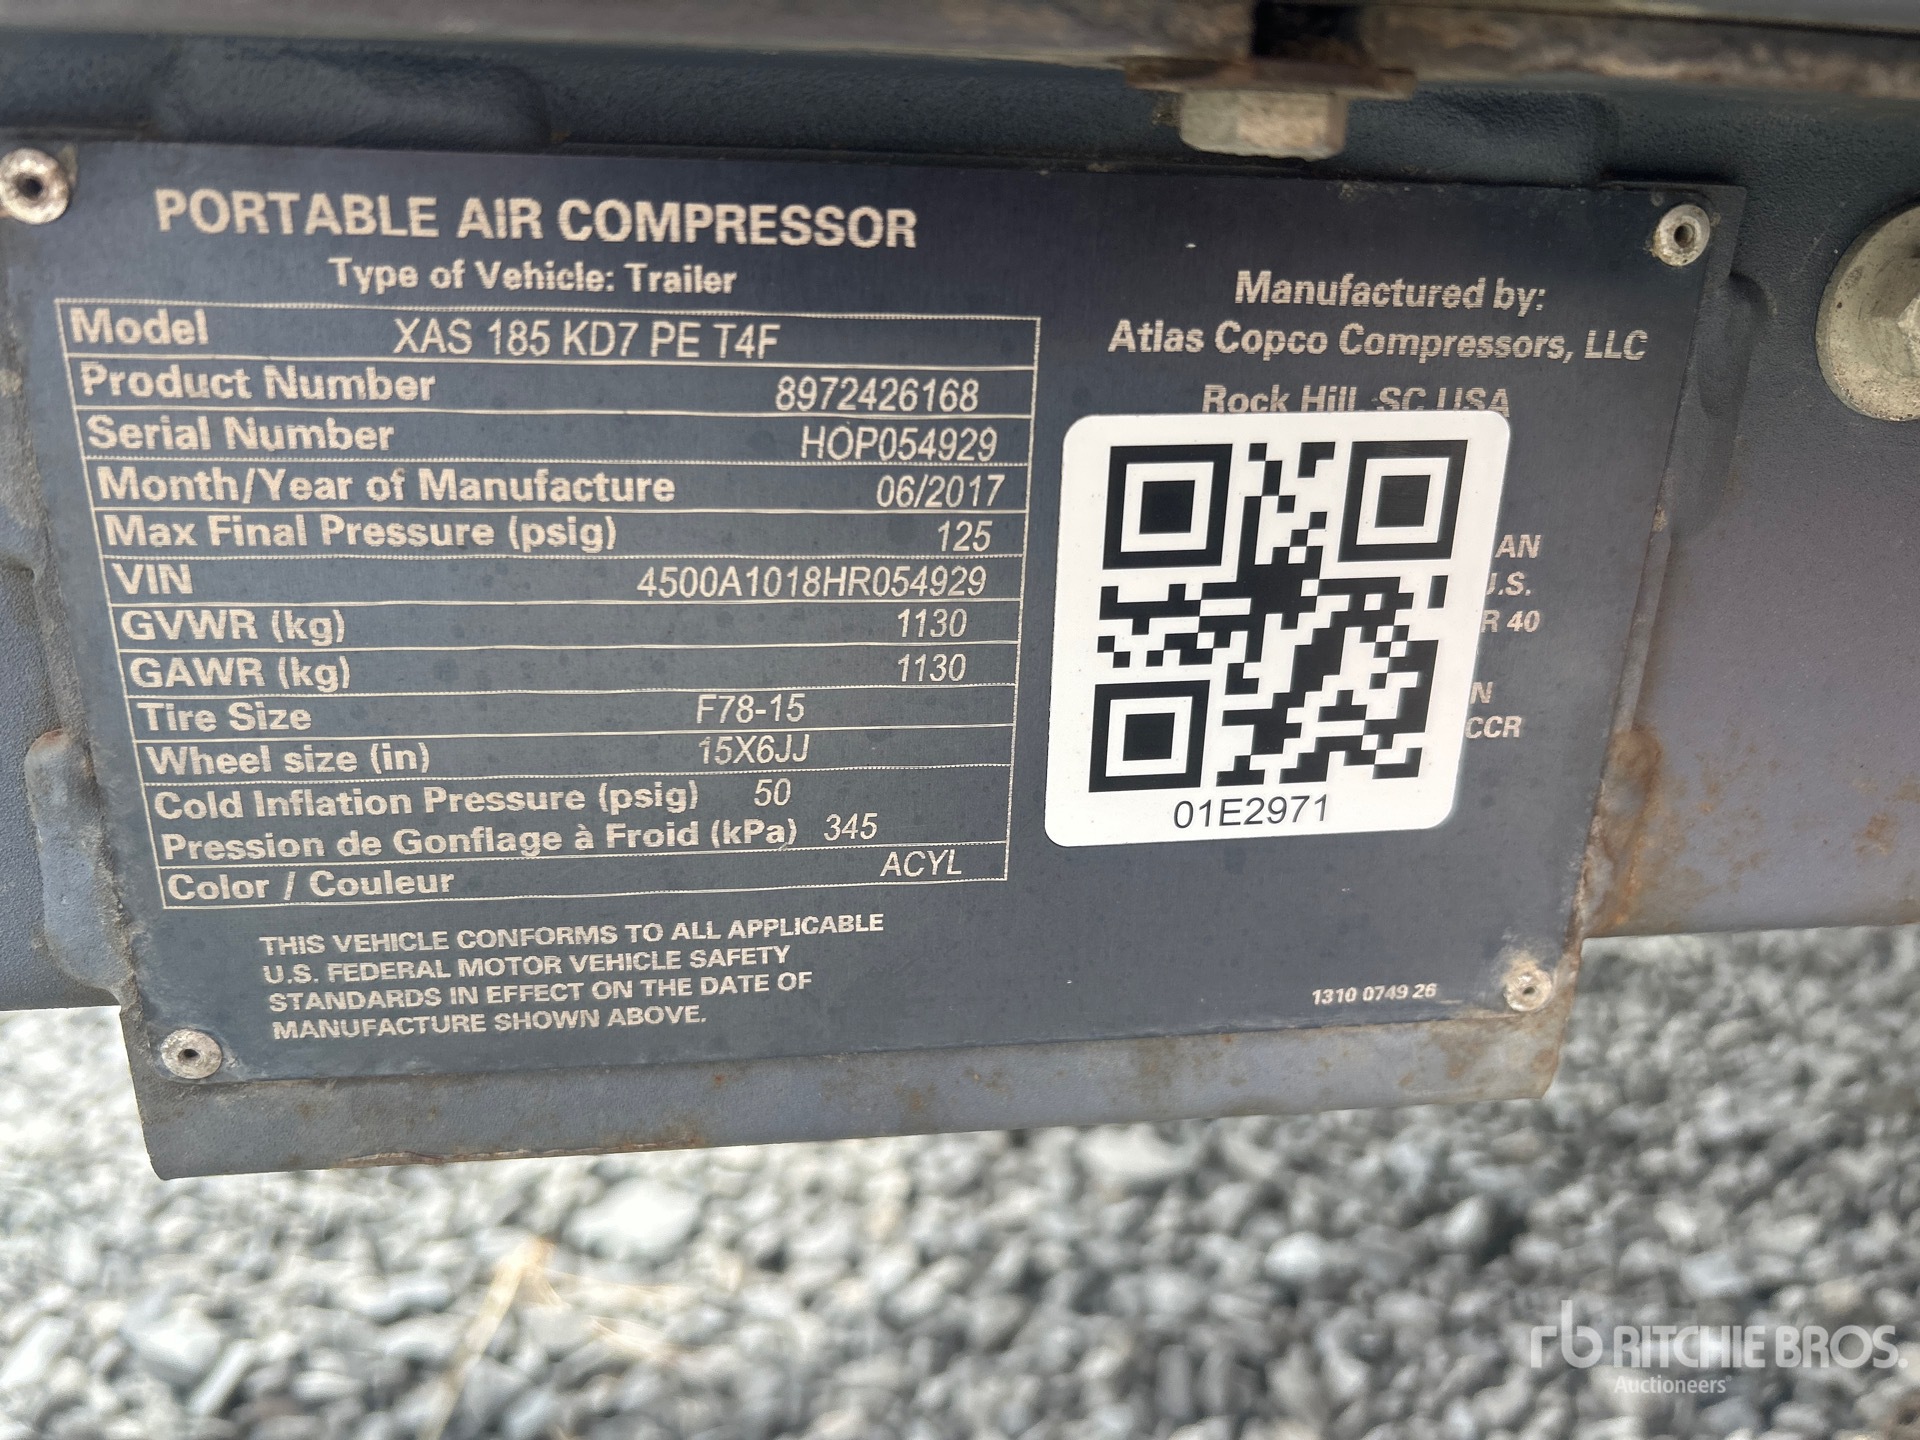 PORTABLE AIR COMPRESSOR
Type of Vehicle: Trailer
Model XAS 185 KD7 PE T4F
Product Number 8972426168
Serial Number HOP054929
Month/Year of Manufacture 06/2017
Max Final Pressure (psig) 125
VIN 4500A1018HR054929
GVWR (kg) 1130
GAWR (kg) 1130
Tire Size F78-15
Wheel size (in) 15X6JJ
Cold Inflation Pressure (psig) 50
Pression de Gonflage à Froid (kPa) 345
Color / Couleur ACYL
THIS VEHICLE CONFORMS TO ALL APPLICABLE
U.S. FEDERAL MOTOR VEHICLE SAFETY
STANDARDS IN EFFECT ON THE DATE OF
MANUFACTURE SHOWN ABOVE.
Manufactured by:
Atlas Copco Compressors, LLC
Rock Hill, SC USA
AN
U.S.
R 40
N
CCR
01E2971
1310 0749 26
rb RITCHIE BROS.
Auctioneers